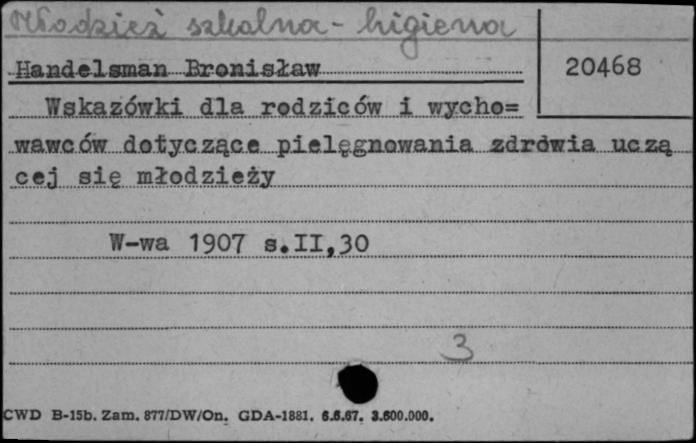 Młodzież szkolna - higiena
Handelsman Bronisław
20468
Wskazówki dla rodziców i wycho=
wawców dotyczące pielęgnowania zdrówia uczą
cej się młodzieży
W-wa 1907 s.II,30
3
CWD B-15b. Zam. 877/DW/On. GDA-1881. 6.6.67. 3.600.000.